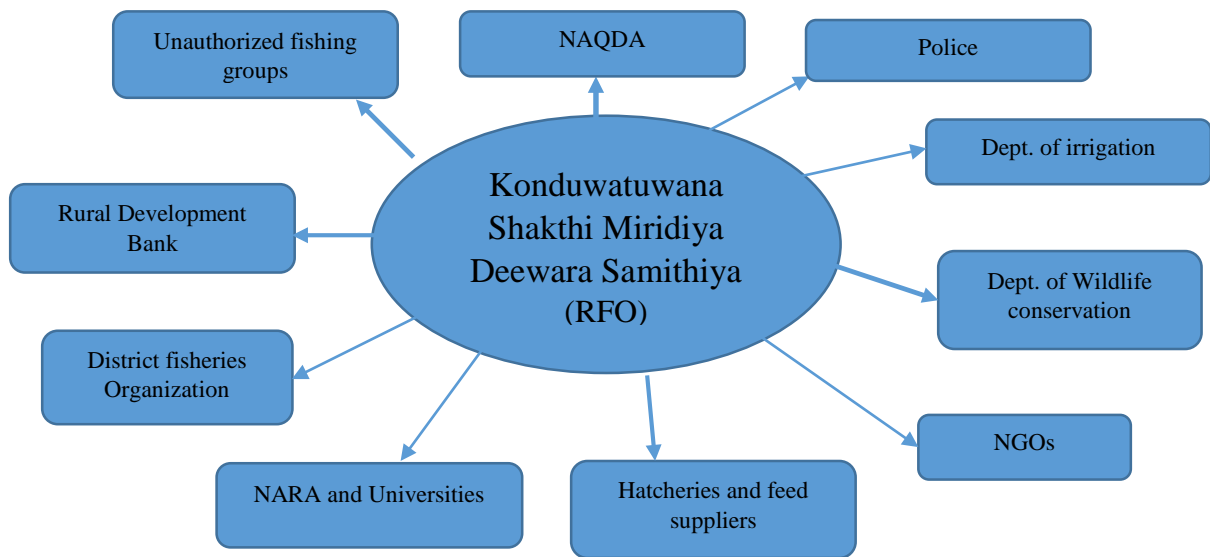 Unauthorized fishing
groups
NAQDA
Police
Dept. of irrigation
Konduwatuwana
Shakthi Miridiya
Deewara Samithiya
(RFO)
Rural Development
Bank
Dept. of Wildlife
conservation
District fisheries
Organization
NGOs
NARA and Universities
Hatcheries and feed
suppliers